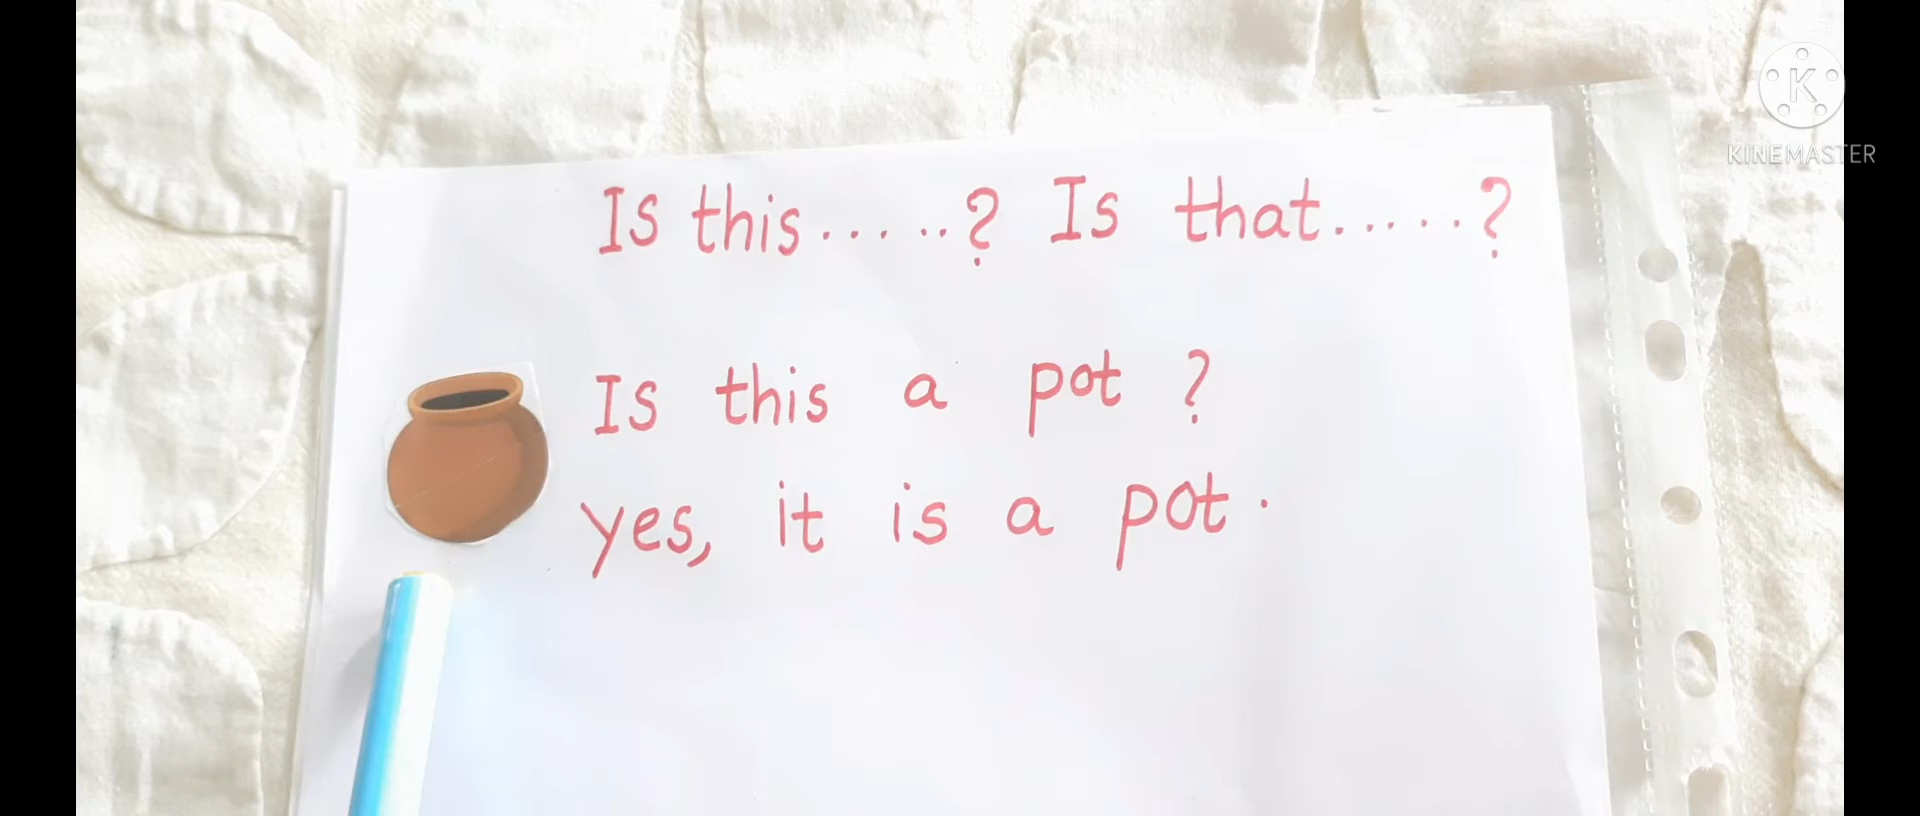 Is this.....? Is that.....?
Is this a pot ?
yes, it is a pot.
KINEMASTER